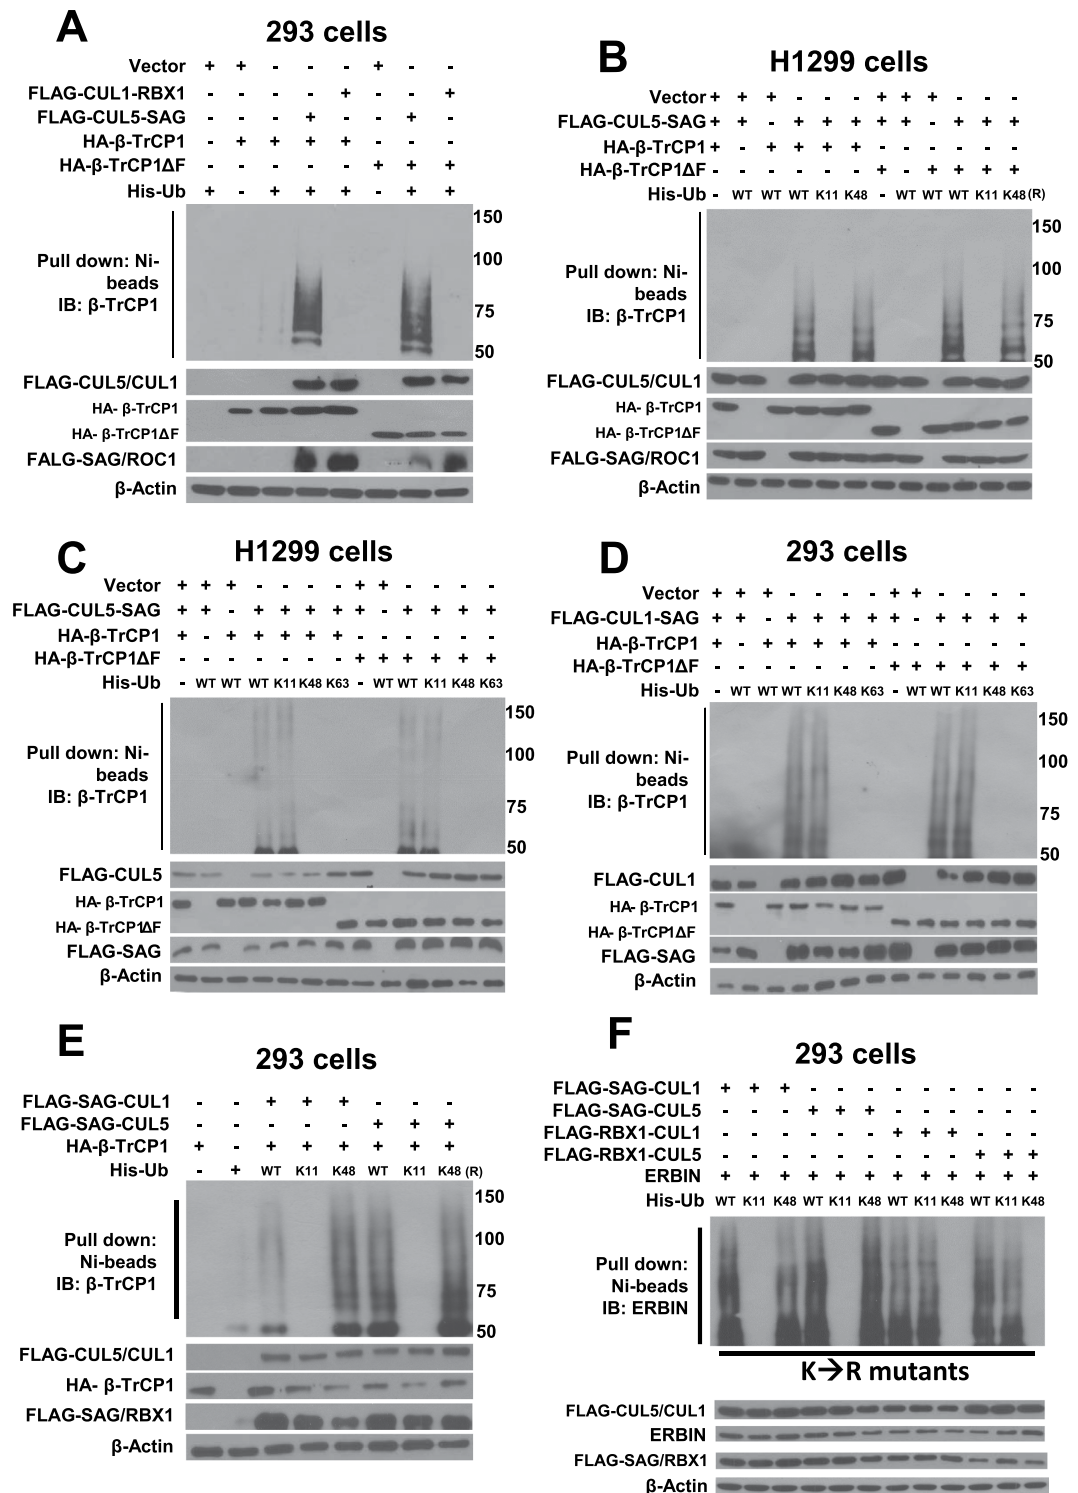 A
293 cells
Vector + + - - - + - -
FLAG-CUL1-RBX1 - - - - + - - +
FLAG-CUL5-SAG - - - + - - + -
HA-β-TrCP1 - + + + + - - -
HA-β-TrCP1ΔF - - - - - + + +
His-Ub + - + + + - + +
Pull down: Ni-
beads
IB: β-TrCP1
150
100
75
50
FLAG-CUL5/CUL1
HA- β-TrCP1
HA- β-TrCP1ΔF
FALG-SAG/ROC1
β-Actin
B
H1299 cells
Vector + + + - - - + + + - - -
FLAG-CUL5-SAG + + - + + + + + - + + +
HA-β-TrCP1 + - + + + + - - - - - -
HA-β-TrCP1ΔF - - - - - - + - + + + +
His-Ub - WT WT WT K11 K48 - WT WT WT K11 K48 (R)
Pull down: Ni-
beads
IB: β-TrCP1
150
100
75
50
FLAG-CUL5/CUL1
HA- β-TrCP1
HA- β-TrCP1ΔF
FALG-SAG/ROC1
β-Actin
C
H1299 cells
Vector + + + - - - - + + - - - -
FLAG-CUL5-SAG + + - + + + + + - + + + +
HA-β-TrCP1 + - + + + + + - - - - - -
HA-β-TrCP1ΔF - - - - - - - + + + + + +
His-Ub - WT WT WT K11 K48 K63 - WT WT K11 K48 K63
Pull down: Ni-
beads
IB: β-TrCP1
150
100
75
50
FLAG-CUL5
HA- β-TrCP1
HA- β-TrCP1ΔF
FLAG-SAG
β-Actin
D
293 cells
Vector + + + - - - - + + - - - -
FLAG-CUL1-SAG + + - + + + + + - + + + +
HA-β-TrCP1 + - + + + + + - - - - - -
HA-β-TrCP1ΔF - - - - - - - + + + + + +
His-Ub - WT WT WT K11 K48 K63 - WT WT K11 K48 K63
Pull down: Ni-
beads
IB: β-TrCP1
150
100
75
50
FLAG-CUL1
HA- β-TrCP1
HA- β-TrCP1ΔF
FLAG-SAG
β-Actin
E
293 cells
FLAG-SAG-CUL1 - - + + + - - -
FLAG-SAG-CUL5 - - - - - + + +
HA-β-TrCP1 + - + + + + + +
His-Ub - + WT K11 K48 WT K11 K48 (R)
Pull down:
Ni-beads
IB: β-TrCP1
150
100
75
50
FLAG-CUL5/CUL1
HA- β-TrCP1
FLAG-SAG/RBX1
β-Actin
F
293 cells
FLAG-SAG-CUL1 + + + - - - - - - - - -
FLAG-SAG-CUL5 - - - + + + - - - - - -
FLAG-RBX1-CUL1 - - - - - - + + + - - -
FLAG-RBX1-CUL5 - - - - - - - - - + + +
ERBIN + + + + + + + + + + + +
His-Ub WT K11 K48 WT K11 K48 WT K11 K48 WT K11 K48
Pull down:
Ni-beads
IB: ERBIN
K→R mutants
FLAG-CUL5/CUL1
ERBIN
FLAG-SAG/RBX1
β-Actin